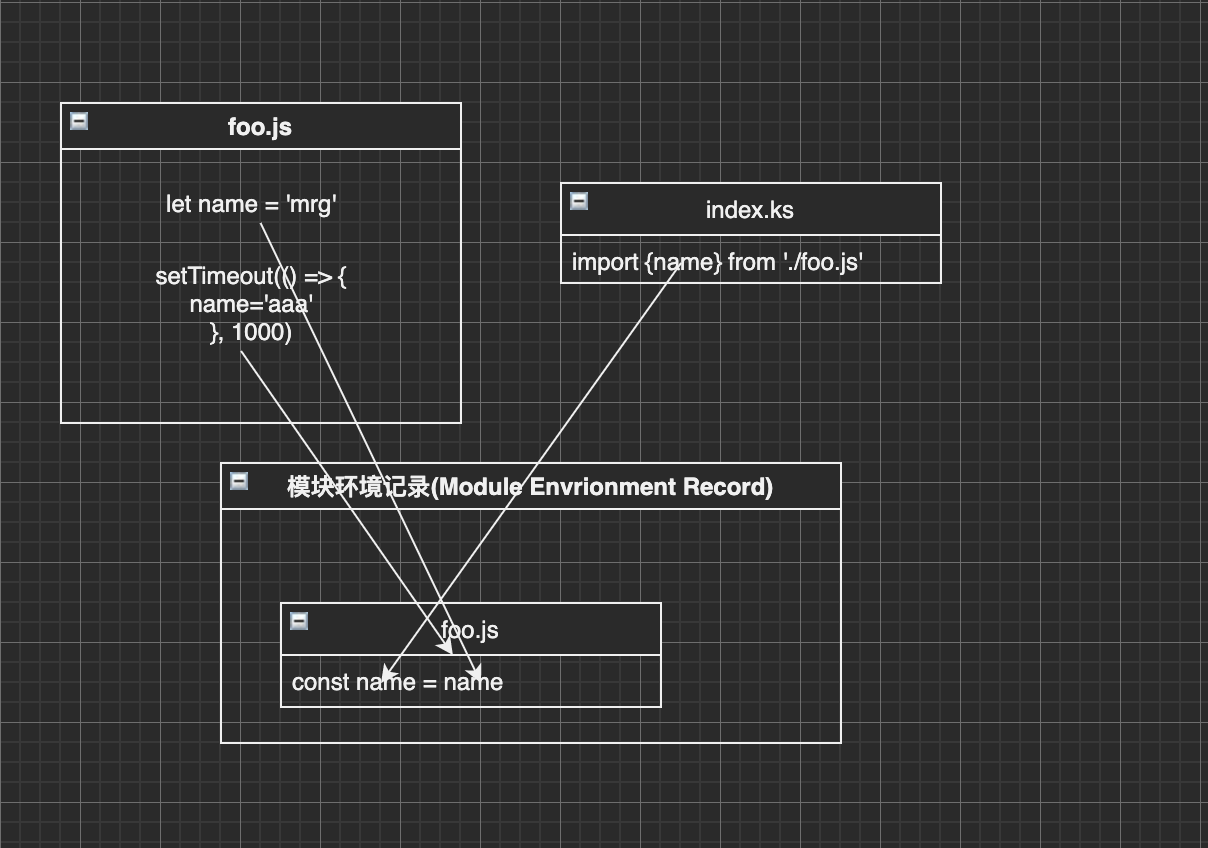 foo.js
let name = 'mrg'
setTimeout(() => {
name='aaa'
}, 1000)
index.ks
import {name} from './foo.js'
模块环境记录(Module Envrionment Record)
foo.js
const name = name